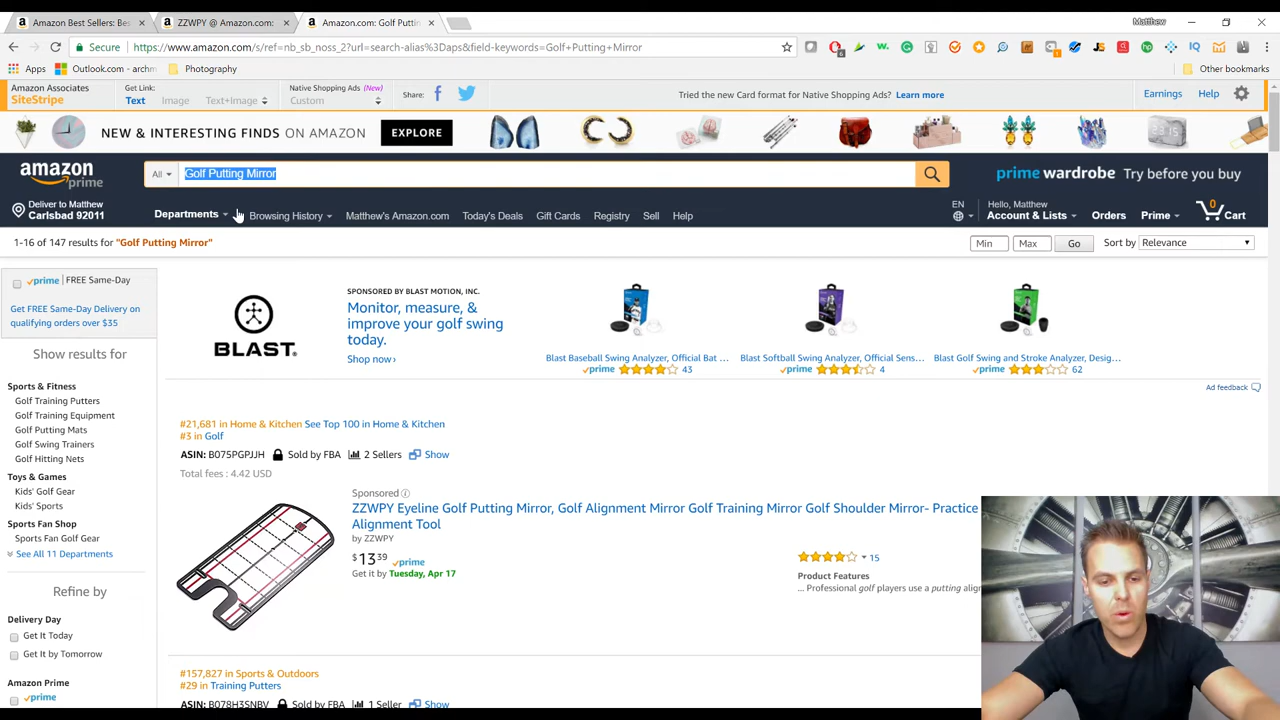 Amazon Best Sellers: Bes
ZZWPY @ Amazon.com:
Amazon.com: Golf Puttin
Matthew
Secure
https://www.amazon.com/s/ref=nb_sb_noss_2?url=search-alias%3Daps&field-keywords=Golf+Putting+Mirror
Apps
Outlook.com - archm
Photography
Other bookmarks
Amazon Associates
SiteStripe
Get Link:
Text
Image
Text+Image
Native Shopping Ads (New)
Custom
Share:
Tried the new Card format for Native Shopping Ads? Learn more
Earnings
Help
NEW & INTERESTING FINDS ON AMAZON
EXPLORE
amazon
prime
All
Golf Putting Mirror
prime wardrobe Try before you buy
Deliver to Matthew
Carlsbad 92011
Departments
Browsing History
Matthew's Amazon.com
Today's Deals
Gift Cards
Registry
Sell
Help
EN
Hello, Matthew
Account & Lists
Orders
Prime
0
Cart
1-16 of 147 results for "Golf Putting Mirror"
Min
Max
Go
Sort by
Relevance
prime | FREE Same-Day
Get FREE Same-Day Delivery on
qualifying orders over $35
Show results for
Sports & Fitness
Golf Training Putters
Golf Training Equipment
Golf Putting Mats
Golf Swing Trainers
Golf Hitting Nets
Toys & Games
Kids' Golf Gear
Kids' Sports
Sports Fan Shop
Sports Fan Golf Gear
See All 11 Departments
Refine by
Delivery Day
Get It Today
Get It by Tomorrow
Amazon Prime
prime
BLAST.
SPONSORED BY BLAST MOTION, INC.
Monitor, measure, &
improve your golf swing
today.
Shop now ›
Blast Baseball Swing Analyzer, Official Bat ...
prime 43
Blast Softball Swing Analyzer, Official Sens...
prime 4
Blast Golf Swing and Stroke Analyzer, Desig...
prime 62
Ad feedback
#21,681 in Home & Kitchen See Top 100 in Home & Kitchen
#3 in Golf
ASIN: B075PGPJJH Sold by FBA 2 Sellers Show
Total fees : 4.42 USD
Sponsored
ZZWPY Eyeline Golf Putting Mirror, Golf Alignment Mirror Golf Training Mirror Golf Shoulder Mirror- Practice
Alignment Tool
by ZZWPY
$13 39 prime
Get it by Tuesday, Apr 17
15
Product Features
... Professional golf players use a putting align
#157,827 in Sports & Outdoors
#29 in Training Putters
ASIN: B078H3SNBV Sold by FBA 1 Seller Show